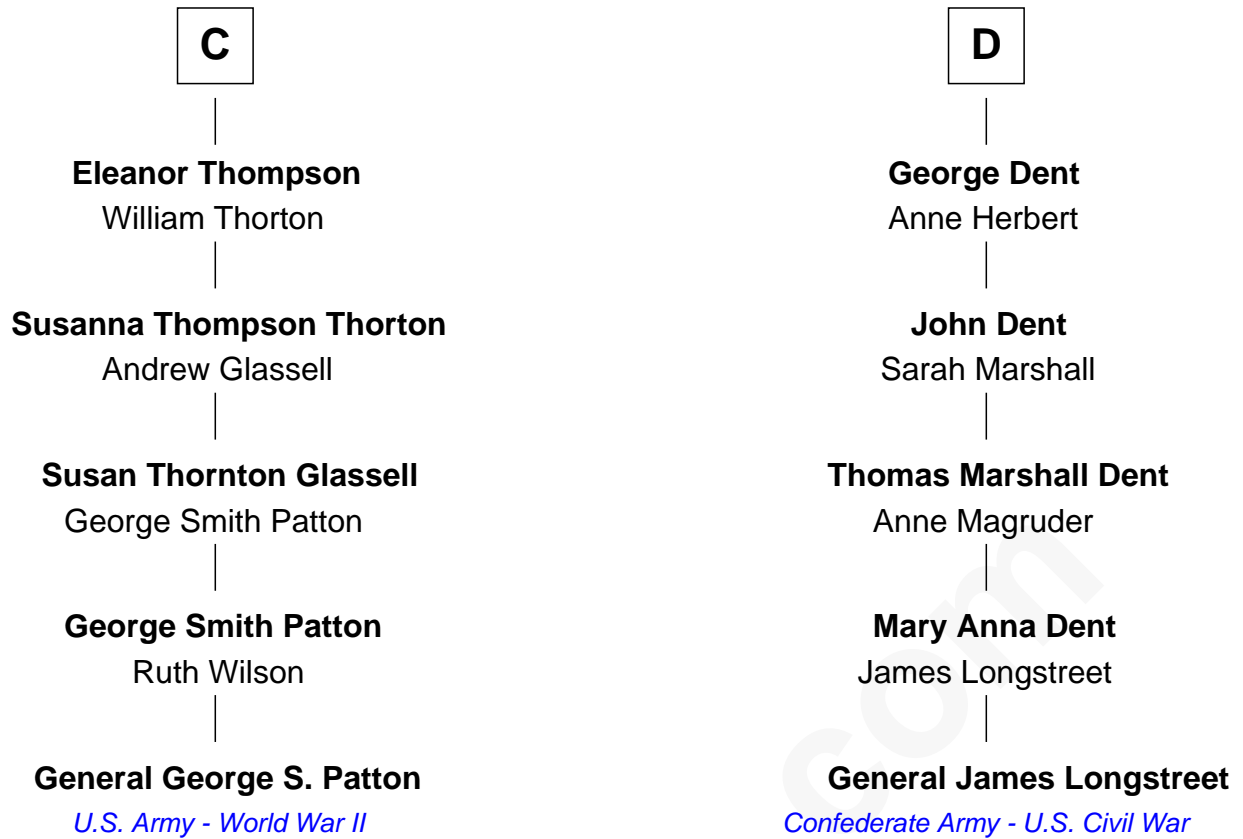 C
Eleanor Thompson
William Thorton
Susanna Thompson Thorton
Andrew Glassell
Susan Thornton Glassell
George Smith Patton
George Smith Patton
Ruth Wilson
General George S. Patton
U.S. Army - World War II
D
George Dent
Anne Herbert
John Dent
Sarah Marshall
Thomas Marshall Dent
Anne Magruder
Mary Anna Dent
James Longstreet
General James Longstreet
Confederate Army - U.S. Civil War
com